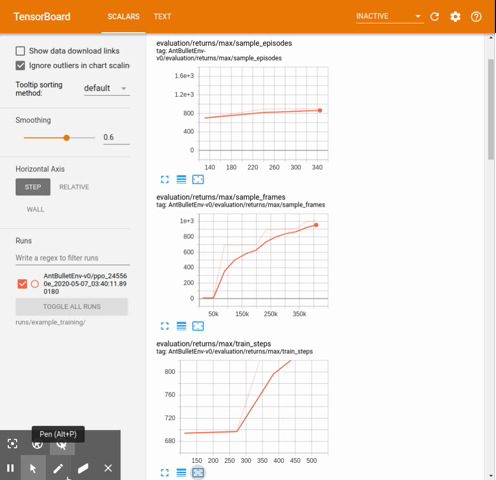 TensorBoard
SCALARS
TEXT
INACTIVE
Show data download links
Ignore outliers in chart scalin
Tooltip sorting
method:
default
Smoothing
0.6
Horizontal Axis
STEP
RELATIVE
WALL
Runs
Write a regex to filter runs
AntBulletEnv-v0/ppo_24556
0e_2020-05-07_03:40:11.89
0180
TOGGLE ALL RUNS
runs/example_training/
Pen (Alt+P)
evaluation/returns/max/sample_episodes
tag: AntBulletEnv-
v0/evaluation/returns/max/sample_episodes
1.6e+3
1.2e+3
800
400
0
140 180 220 260 300 340
evaluation/returns/max/sample_frames
tag: AntBulletEnv-v0/evaluation/returns/max/sample_frames
1e+3
800
600
400
200
0
50k 150k 250k 350k
evaluation/returns/max/train_steps
tag: AntBulletEnv-v0/evaluation/returns/max/train_steps
800
760
720
680
150 200 250 300 350 400 450 500